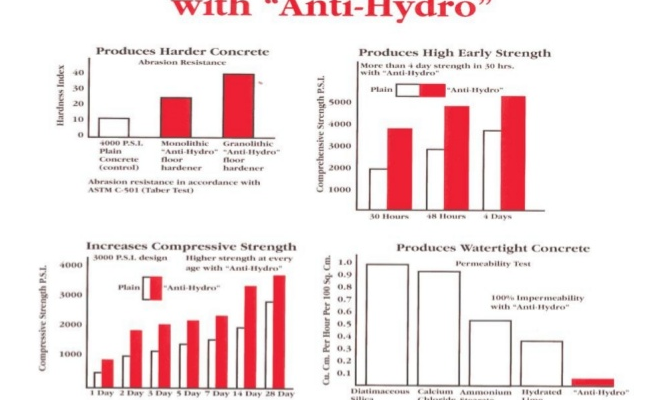 with “Anti-Hydro”
Produces Harder Concrete
Abrasion Resistance
Hardness Index
40
30
20
10
0
4000 P.S.I.
Plain
Concrete
(control)
Monolithic
“Anti-Hydro”
floor
hardener
Granolithic
“Anti-Hydro”
floor
hardener
Abrasion resistance in accordance with
ASTM C-501 (Taber Test)
Produces High Early Strength
More than 4 day strength in 30 hrs.
with “Anti-Hydro”
Plain
“Anti-Hydro”
Comprehensive Strength P.S.I.
5000
4000
3000
2000
1000
30 Hours
48 Hours
4 Days
Increases Compressive Strength
3000 P.S.I. design
Higher strength at every
age with “Anti-Hydro”
Plain
“Anti-Hydro”
Compressive Strength P.S.I.
4000
3000
2000
1000
1 Day
2 Day
3 Day
5 Day
7 Day
14 Day
28 Day
Produces Watertight Concrete
Permeability Test
100% Impermeability
with “Anti-Hydro”
Cu. Cm. Per Hour Per 100 Sq. Cm.
1.0
0.9
0.8
0.7
0.6
0.5
0.4
0.3
0.2
0.1
Diatimaceous
Silica
Calcium
Chloride
Ammonium
Stearate
Hydrated
Lime
“Anti-Hydro”